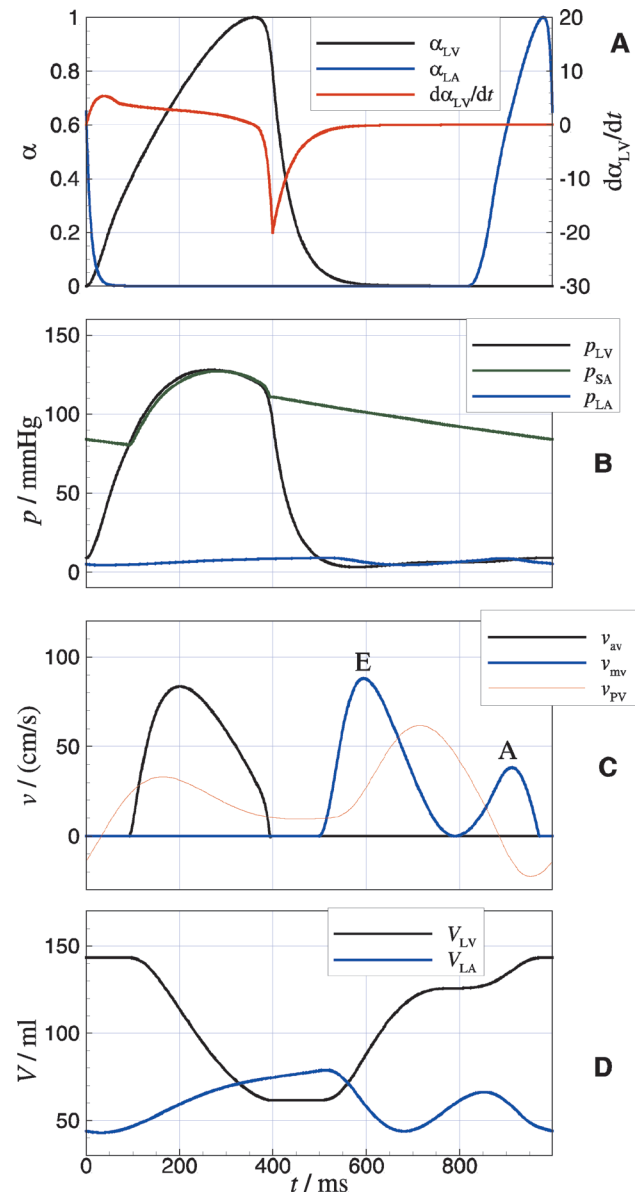 1
0.8
0.6
0.4
0.2
0
α
α_LV
α_LA
dα_LV/dt
A
20
10
0
-10
-20
-30
dα_LV/dt
150
100
50
0
p / mmHg
p_LV
p_SA
p_LA
B
100
50
0
v / (cm/s)
E
A
v_av
v_mv
v_PV
C
150
100
50
V / ml
V_LV
V_LA
D
0 200 400 600 800
t / ms